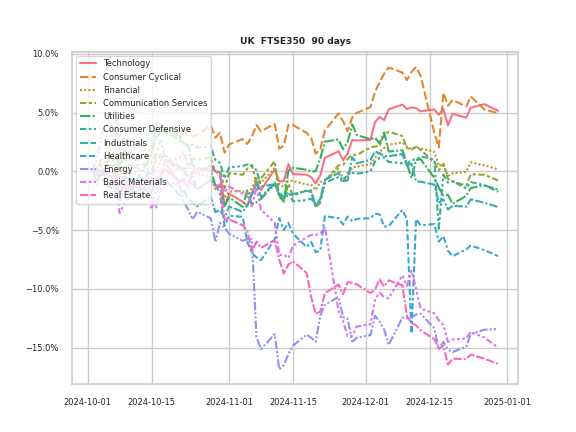 UK FTSE350 90 days
10.0%
5.0%
0.0%
−5.0%
−10.0%
−15.0%
Technology
Consumer Cyclical
Financial
Communication Services
Utilities
Consumer Defensive
Industrials
Healthcare
Energy
Basic Materials
Real Estate
2024-10-01 2024-10-15 2024-11-01 2024-11-15 2024-12-01 2024-12-15 2025-01-01